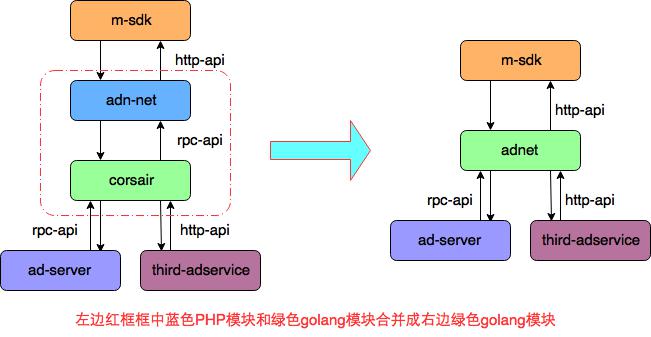 m-sdk
http-api
adn-net
rpc-api
corsair
rpc-api
http-api
ad-server
third-adservice
m-sdk
http-api
adnet
rpc-api
http-api
ad-server
third-adservice
左边红框框中蓝色PHP模块和绿色golang模块合并成右边绿色golang模块